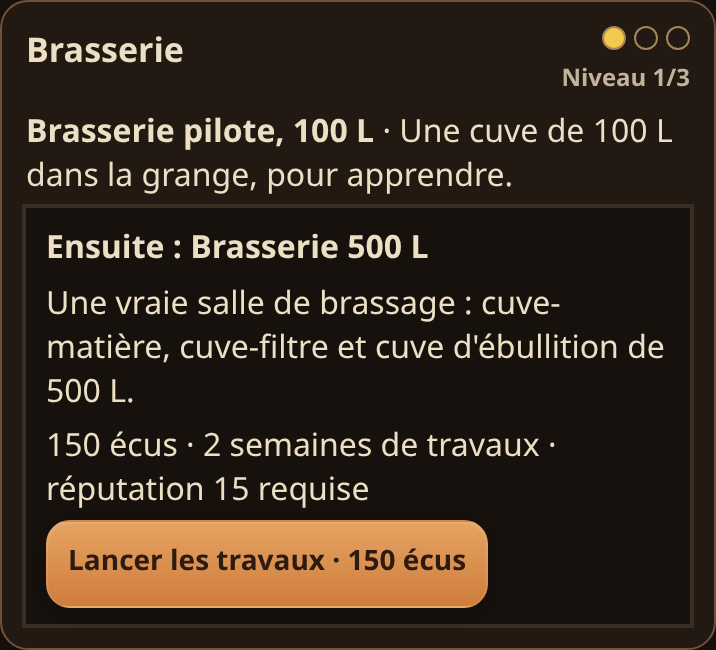 Brasserie
Niveau 1/3
Brasserie pilote, 100 L · Une cuve de 100 L
dans la grange, pour apprendre.
Ensuite : Brasserie 500 L
Une vraie salle de brassage : cuve-
matière, cuve-filtre et cuve d'ébullition de
500 L.
150 écus · 2 semaines de travaux ·
réputation 15 requise
Lancer les travaux · 150 écus